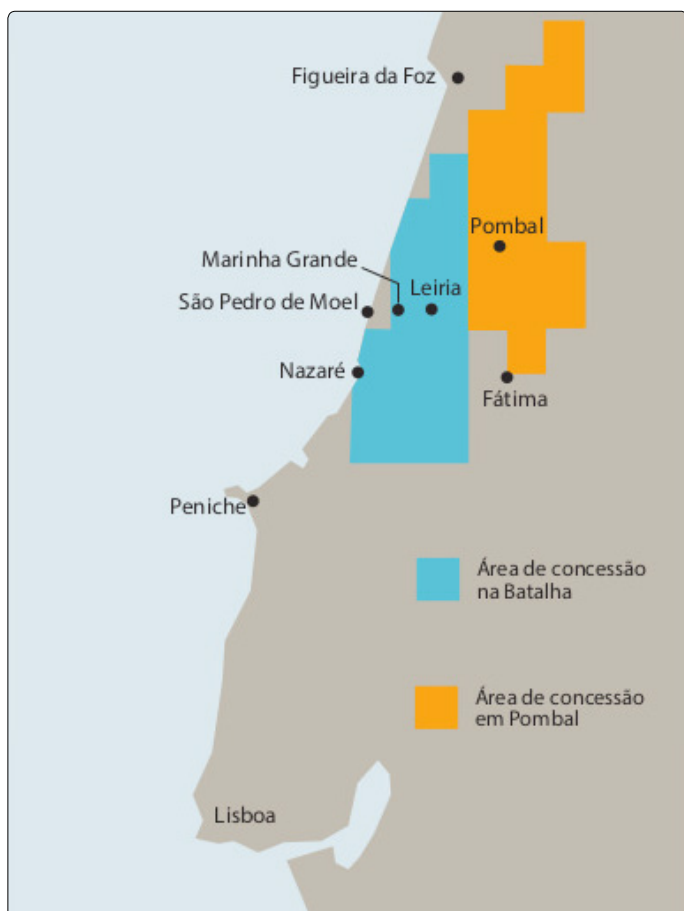 Figueira da Foz
Pombal
Marinha Grande
Leiria
São Pedro de Moel
Nazaré
Fátima
Peniche
Área de concessão
na Batalha
Área de concessão
em Pombal
Lisboa